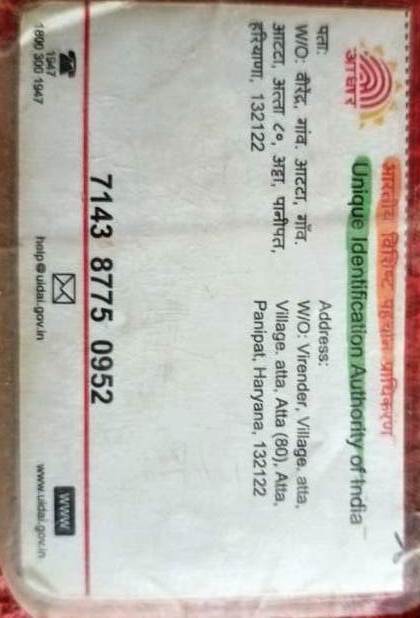 भारतीय विशिष्ट पहचान प्राधिकरण
Unique Identification Authority of India
आधार
पता:
W/O: वीरेंद्र, गांव. आटटा, गाँव.
आटटा, अत्ता ८०, अट्टा, पानीपत,
हरियाणा, 132122
Address:
W/O: Virender, Village. atta,
Village. atta, Atta (80), Atta,
Panipat, Haryana, 132122
7143 8775 0952
1947
1800 300 1947
help@uidai.gov.in
www
www.uidai.gov.in